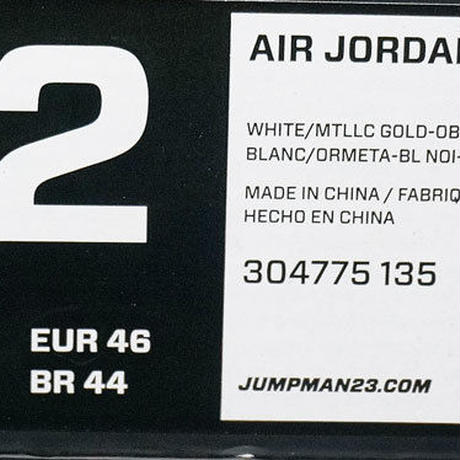 2
EUR 46
BR 44
AIR JORDA
WHITE/MTLLC GOLD-OB
BLANC/ORMETA-BL NOI-
MADE IN CHINA / FABRIQ
HECHO EN CHINA
304775 135
JUMPMAN23.COM